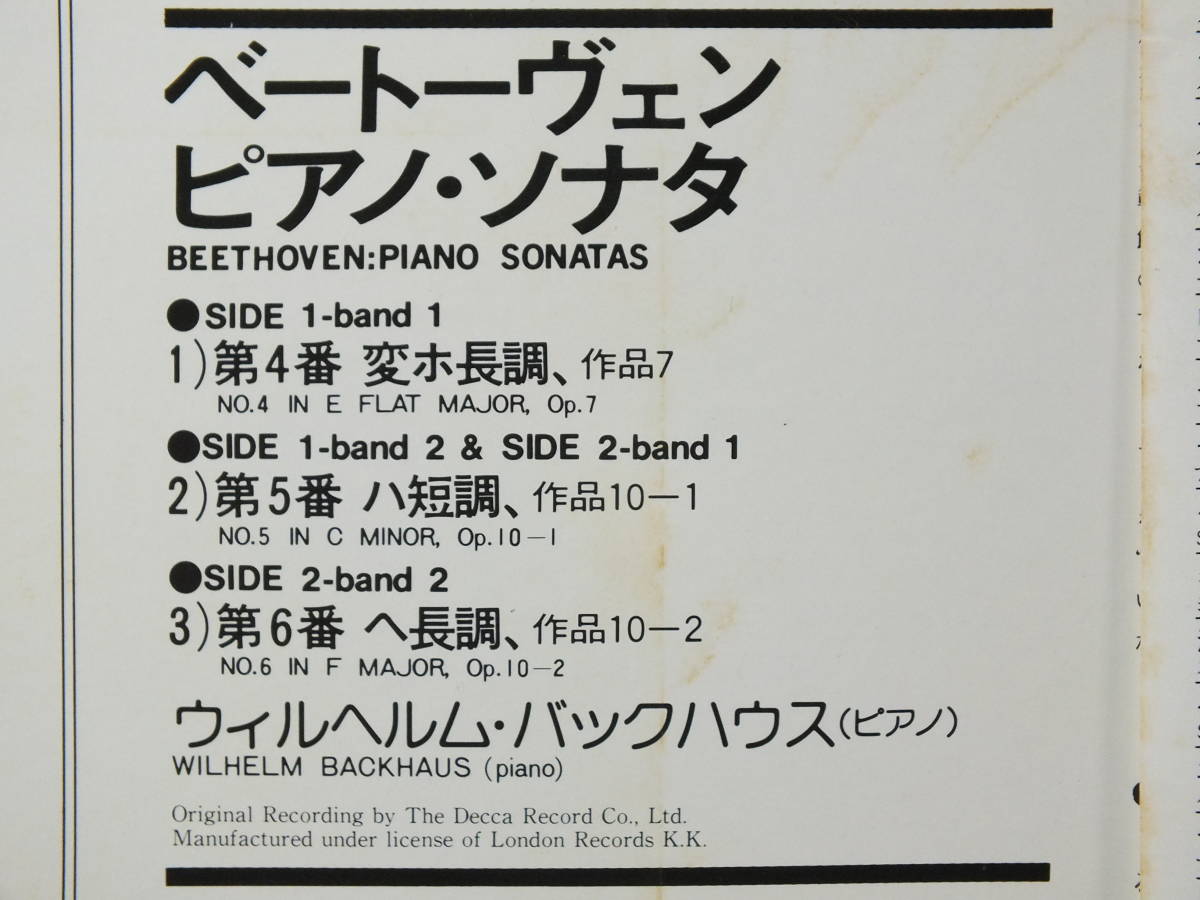 ベートーヴェン
ピアノ・ソナタ
BEETHOVEN:PIANO SONATAS
●SIDE 1-band 1
1)第4番 変ホ長調、作品7
NO.4 IN E FLAT MAJOR, Op.7
●SIDE 1-band 2 & SIDE 2-band 1
2)第5番 ハ短調、作品10－1
NO.5 IN C MINOR, Op.10－1
●SIDE 2-band 2
3)第6番 ヘ長調、作品10－2
NO.6 IN F MAJOR, Op.10－2
ウィルヘルム・バックハウス(ピアノ)
WILHELM BACKHAUS (piano)
Original Recording by The Decca Record Co., Ltd.
Manufactured under license of London Records K.K.